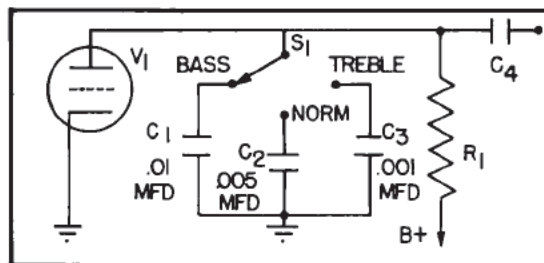 V1
S1
BASS
TREBLE
C4
NORM
C1
.01
MFD
C2
.005
MFD
C3
.001
MFD
R1
B+